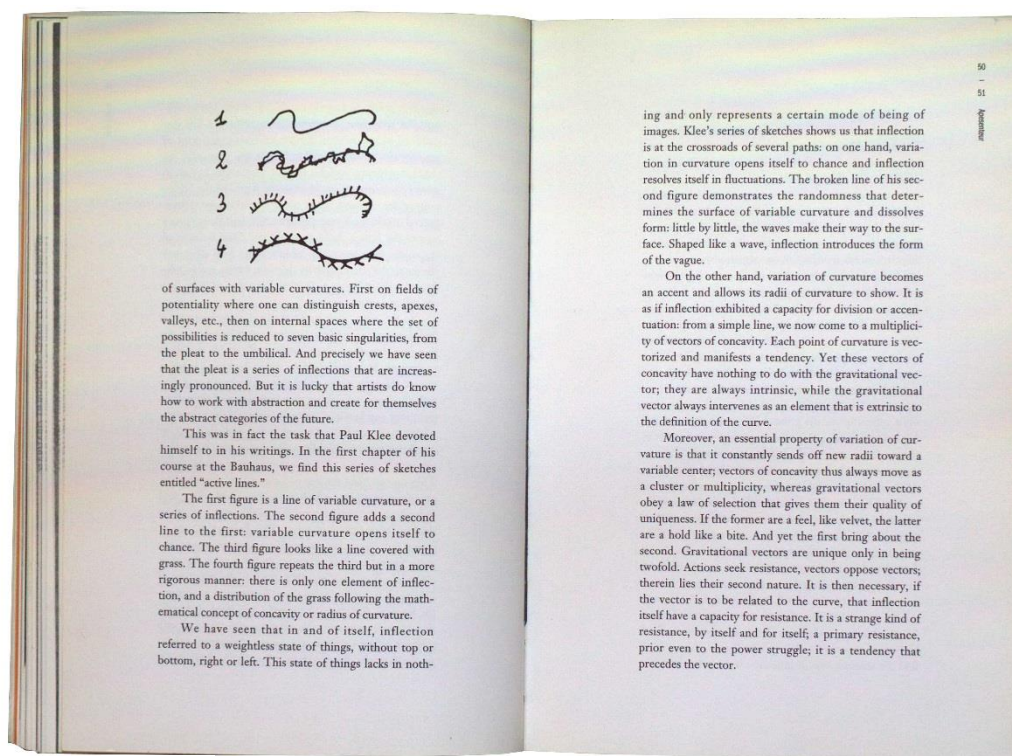 1
2
3
4
of surfaces with variable curvatures. First on fields of
potentiality where one can distinguish crests, apexes,
valleys, etc., then on internal spaces where the set of
possibilities is reduced to seven basic singularities, from
the pleat to the umbilical. And precisely we have seen
that the pleat is a series of inflections that are increas-
ingly pronounced. But it is lucky that artists do know
how to work with abstraction and create for themselves
the abstract categories of the future.
This was in fact the task that Paul Klee devoted
himself to in his writings. In the first chapter of his
course at the Bauhaus, we find this series of sketches
entitled “active lines.”
The first figure is a line of variable curvature, or a
series of inflections. The second figure adds a second
line to the first: variable curvature opens itself to
chance. The third figure looks like a line covered with
grass. The fourth figure repeats the third but in a more
rigorous manner: there is only one element of inflec-
tion, and a distribution of the grass following the math-
ematical concept of concavity or radius of curvature.
We have seen that in and of itself, inflection
referred to a weightless state of things, without top or
bottom, right or left. This state of things lacks in noth-
50
–
51
ing and only represents a certain mode of being of
images. Klee’s series of sketches shows us that inflection
is at the crossroads of several paths: on one hand, varia-
tion in curvature opens itself to chance and inflection
resolves itself in fluctuations. The broken line of his sec-
ond figure demonstrates the randomness that deter-
mines the surface of variable curvature and dissolves
form: little by little, the waves make their way to the sur-
face. Shaped like a wave, inflection introduces the form
of the vague.
On the other hand, variation of curvature becomes
an accent and allows its radii of curvature to show. It is
as if inflection exhibited a capacity for division or accen-
tuation: from a simple line, we now come to a multiplici-
ty of vectors of concavity. Each point of curvature is vec-
torized and manifests a tendency. Yet these vectors of
concavity have nothing to do with the gravitational vec-
tor; they are always intrinsic, while the gravitational
vector always intervenes as an element that is extrinsic to
the definition of the curve.
Moreover, an essential property of variation of cur-
vature is that it constantly sends off new radii toward a
variable center; vectors of concavity thus always move as
a cluster or multiplicity, whereas gravitational vectors
obey a law of selection that gives them their quality of
uniqueness. If the former are a feel, like velvet, the latter
are a hold like a bite. And yet the first bring about the
second. Gravitational vectors are unique only in being
twofold. Actions seek resistance, vectors oppose vectors;
therein lies their second nature. It is then necessary, if
the vector is to be related to the curve, that inflection
itself have a capacity for resistance. It is a strange kind of
resistance, by itself and for itself; a primary resistance,
prior even to the power struggle; it is a tendency that
precedes the vector.